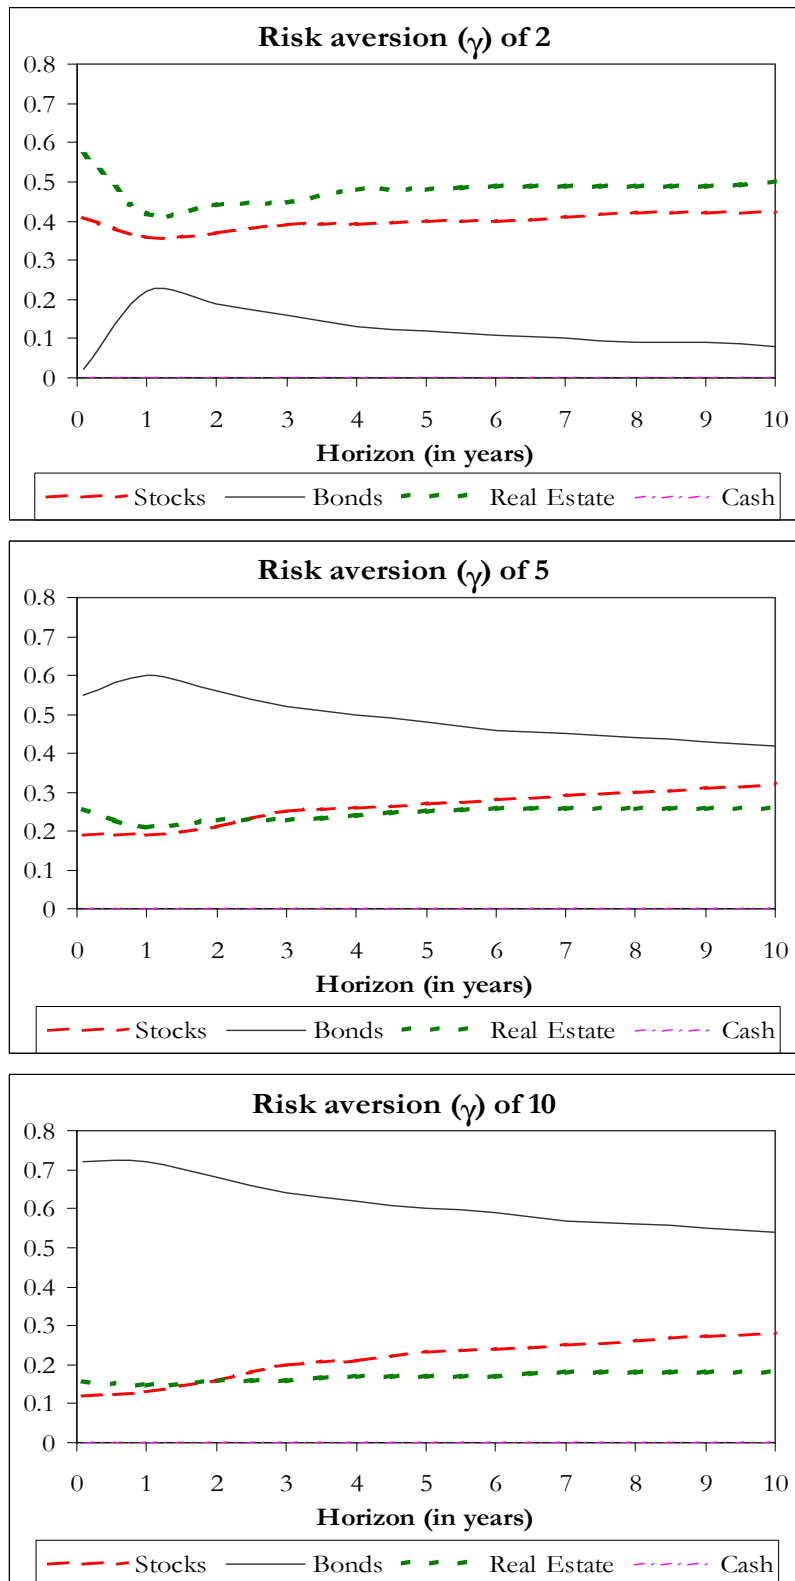 Risk aversion (γ) of 2
0.8
0.7
0.6
0.5
0.4
0.3
0.2
0.1
0
0 1 2 3 4 5 6 7 8 9 10
Horizon (in years)
Stocks Bonds Real Estate Cash
Risk aversion (γ) of 5
0.8
0.7
0.6
0.5
0.4
0.3
0.2
0.1
0
0 1 2 3 4 5 6 7 8 9 10
Horizon (in years)
Stocks Bonds Real Estate Cash
Risk aversion (γ) of 10
0.8
0.7
0.6
0.5
0.4
0.3
0.2
0.1
0
0 1 2 3 4 5 6 7 8 9 10
Horizon (in years)
Stocks Bonds Real Estate Cash